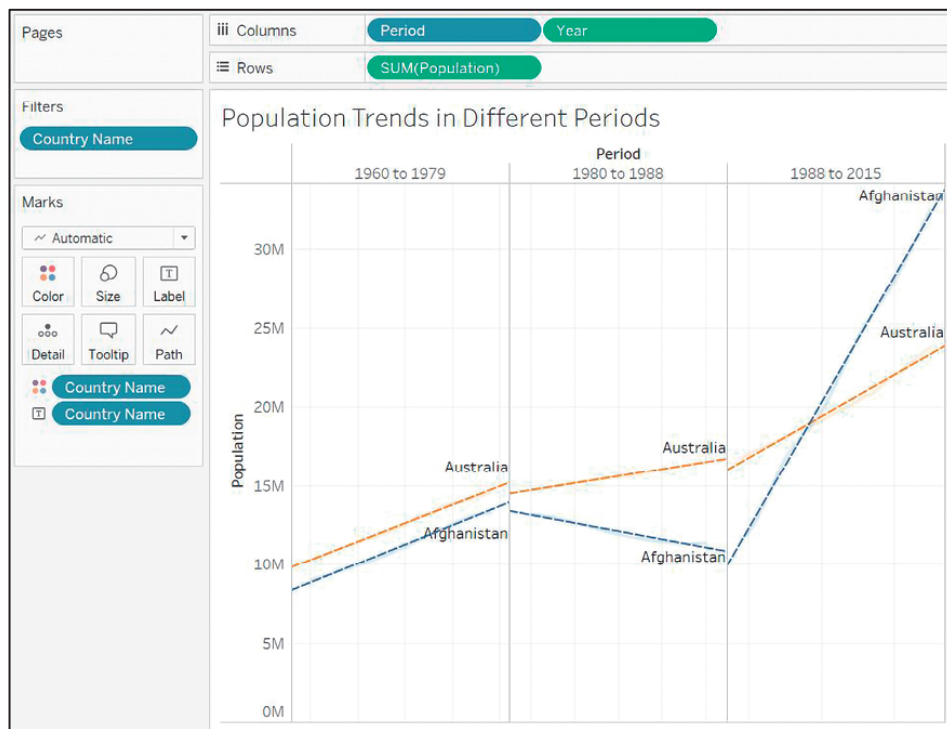 Pages
iii Columns
Period
Year
Rows
SUM(Population)
Filters
Country Name
Marks
Automatic
Color
Size
Label
Detail
Tooltip
Path
Country Name
T Country Name
Population Trends in Different Periods
Period
1960 to 1979
1980 to 1988
1988 to 2015
Afghanistan
30M
25M
Australia
20M
Australia
Australia
15M
Afghanistan
Afghanistan
10M
5M
0M
Population